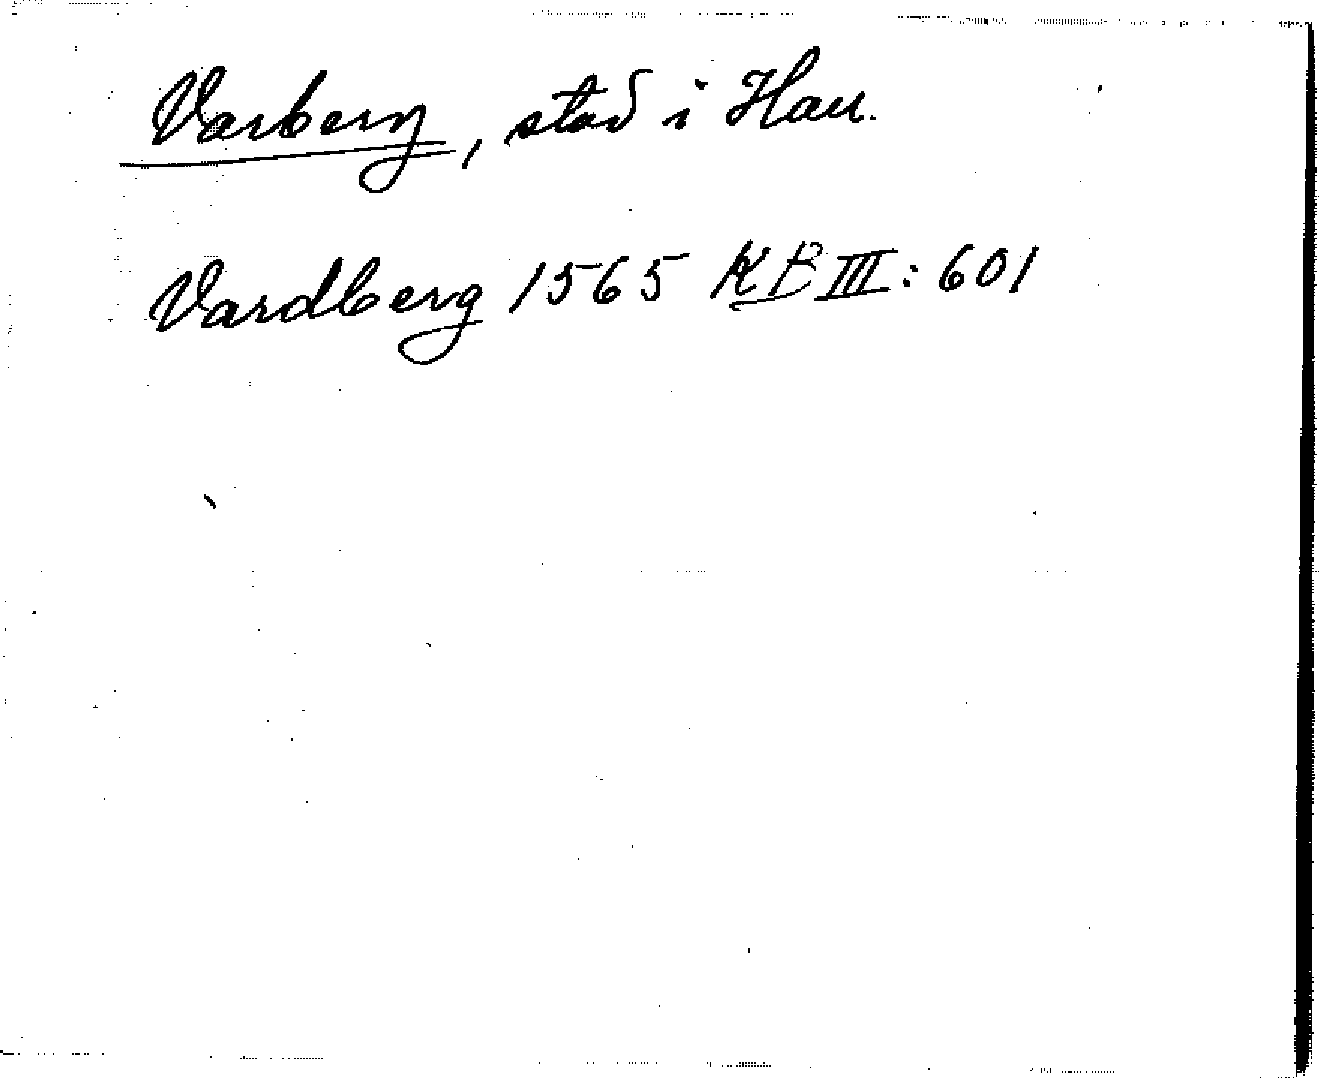 Varberg, stad i Hall.
Vardberg 1565 KB III: 601